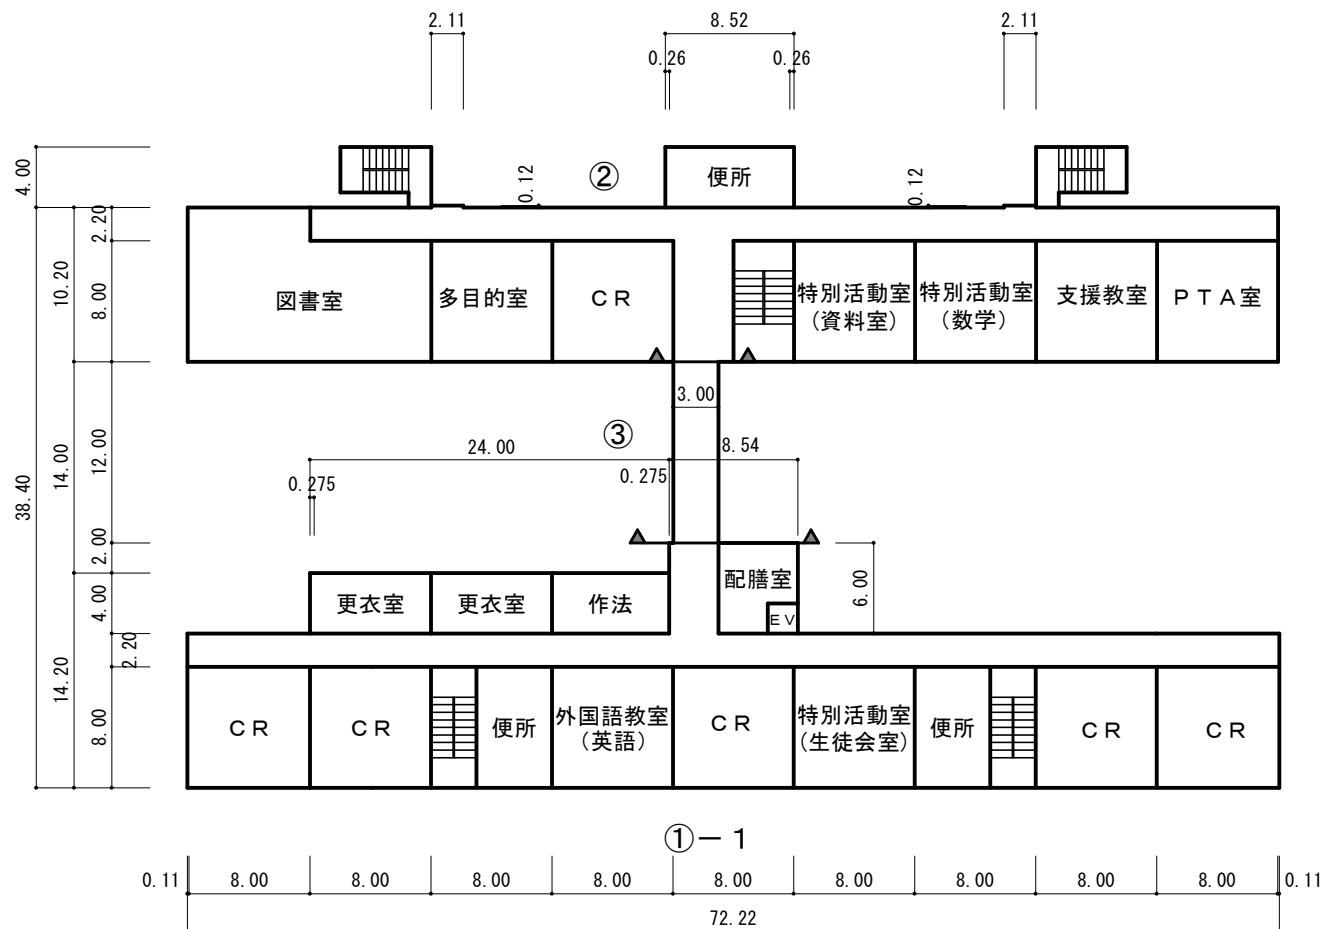 2.11
8.52
2.11
0.26
0.26
4.00
0.12
②
便所
0.12
2.20
10.20
8.00
図書室
多目的室
ＣＲ
特別活動室
(資料室)
特別活動室
(数学)
支援教室
ＰＴＡ室
3.00
③
24.00
8.54
0.275
0.275
12.00
14.00
38.40
2.00
配膳室
6.00
ＥＶ
4.00
更衣室
更衣室
作法
2.20
14.20
8.00
ＣＲ
ＣＲ
便所
外国語教室
(英語)
ＣＲ
特別活動室
(生徒会室)
便所
ＣＲ
ＣＲ
①－１
0.11
8.00
8.00
8.00
8.00
8.00
8.00
8.00
8.00
8.00
0.11
72.22